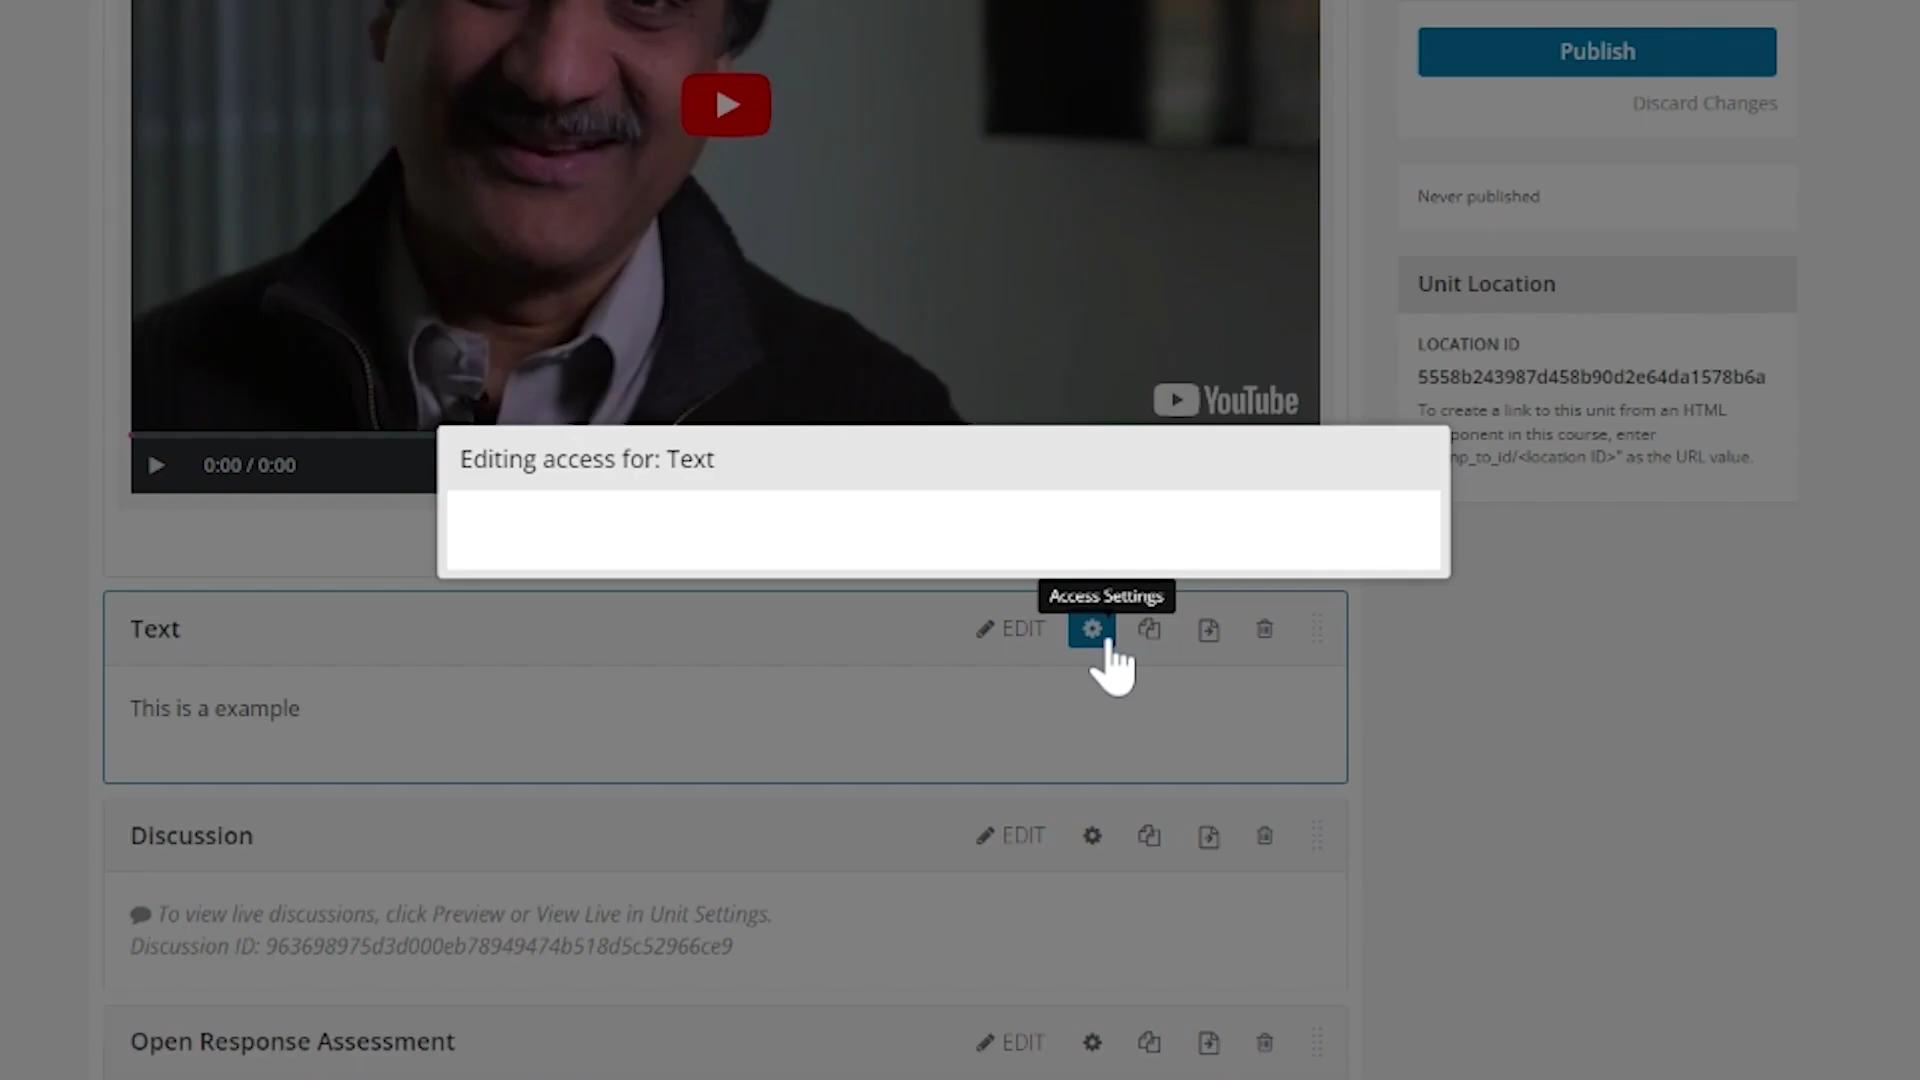 Publish
Discard Changes
Never published
Unit Location
LOCATION ID
5558b243987d458b90d2e64da1578b6a
To create a link to this unit from an HTML
ponent in this course, enter
mp_to_id/<location ID>" as the URL value.
YouTube
0:00 / 0:00
Editing access for: Text
Access Settings
Text
EDIT
This is a example
Discussion
EDIT
To view live discussions, click Preview or View Live in Unit Settings.
Discussion ID: 963698975d3d000eb78949474b518d5c52966ce9
Open Response Assessment
EDIT